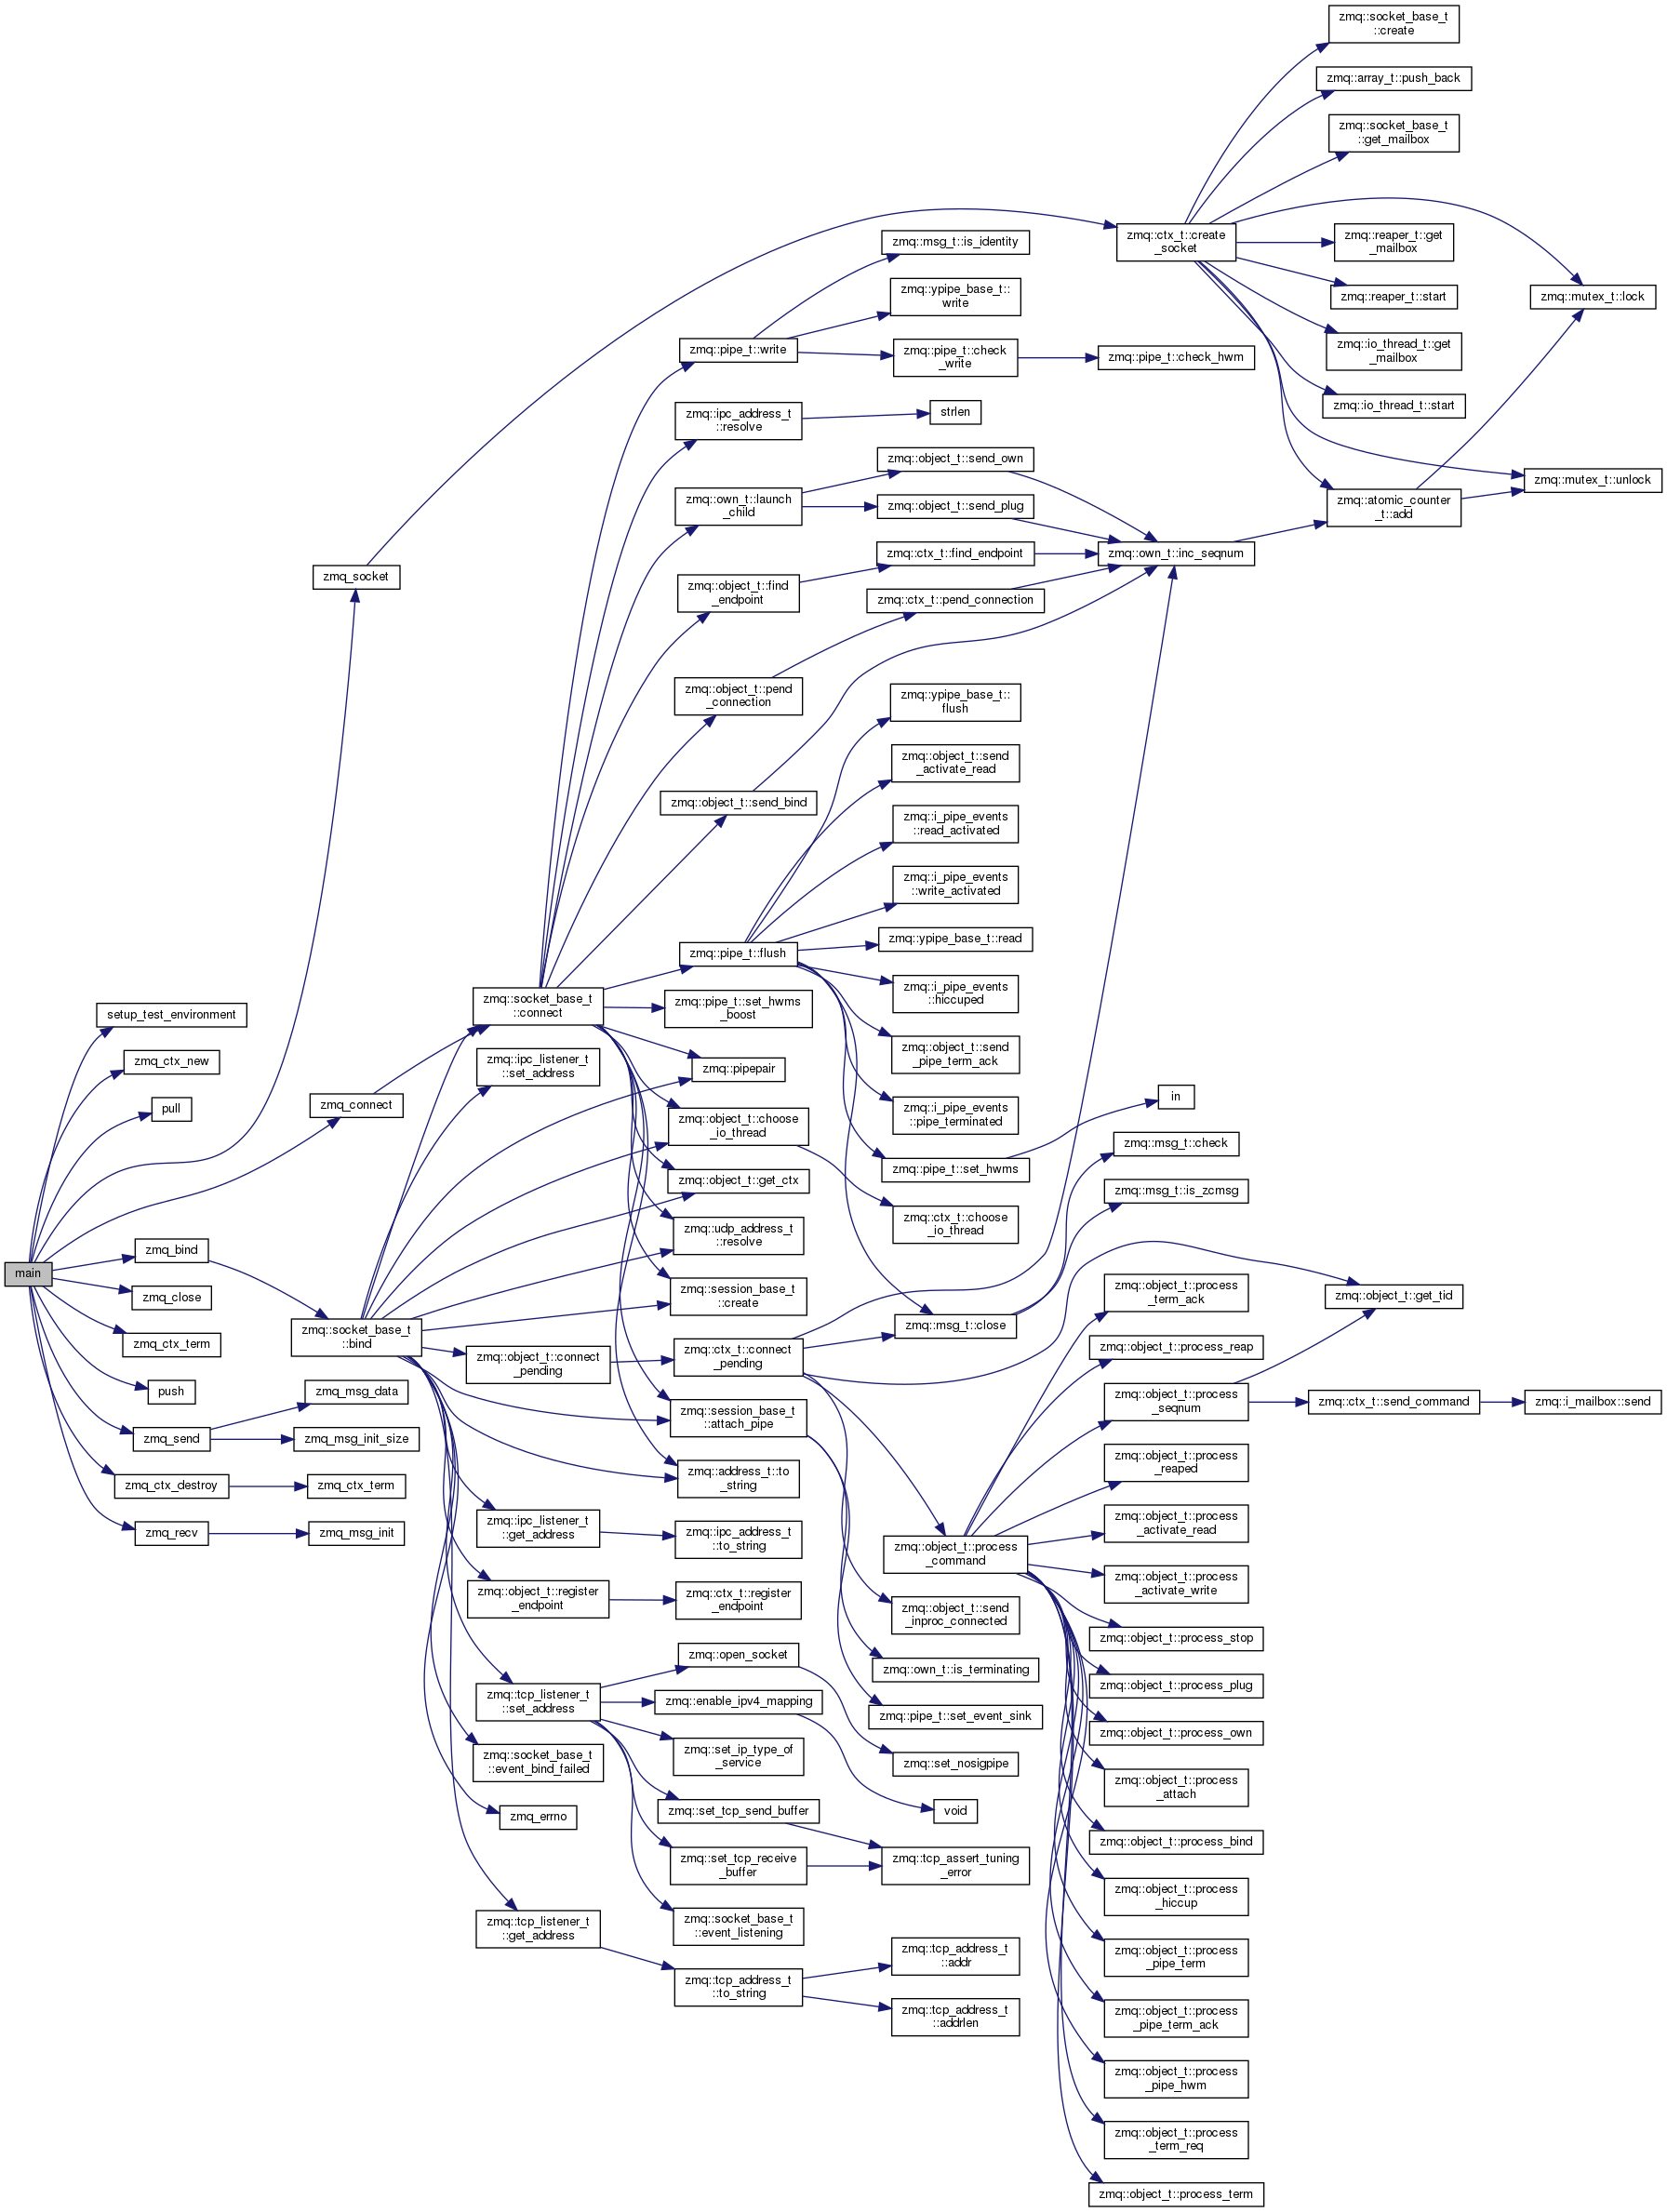 main
setup_test_environment
zmq_ctx_new
pull
zmq_socket
zmq_connect
zmq_bind
zmq_close
zmq_ctx_term
push
zmq_send
zmq_ctx_destroy
zmq_recv
zmq::socket_base_t
::bind
zmq_msg_data
zmq_msg_init_size
zmq_ctx_term
zmq_msg_init
zmq::socket_base_t
::connect
zmq::ipc_listener_t
::set_address
zmq::object_t::connect
_pending
zmq::ipc_listener_t
::get_address
zmq::object_t::register
_endpoint
zmq::tcp_listener_t
::set_address
zmq::socket_base_t
::event_bind_failed
zmq_errno
zmq::tcp_listener_t
::get_address
zmq::pipe_t::write
zmq::ipc_address_t
::resolve
zmq::own_t::launch
_child
zmq::object_t::find
_endpoint
zmq::object_t::pend
_connection
zmq::object_t::send_bind
zmq::pipe_t::flush
zmq::pipe_t::set_hwms
_boost
zmq::pipepair
zmq::object_t::choose
_io_thread
zmq::object_t::get_ctx
zmq::udp_address_t
::resolve
zmq::session_base_t
::create
zmq::ctx_t::connect
_pending
zmq::session_base_t
::attach_pipe
zmq::address_t::to
_string
zmq::ipc_address_t
::to_string
zmq::ctx_t::register
_endpoint
zmq::open_socket
zmq::enable_ipv4_mapping
zmq::set_ip_type_of
_service
zmq::set_tcp_send_buffer
zmq::set_tcp_receive
_buffer
zmq::socket_base_t
::event_listening
zmq::tcp_address_t
::to_string
zmq::msg_t::is_identity
zmq::ypipe_base_t::
write
zmq::pipe_t::check
_write
strlen
zmq::object_t::send_own
zmq::object_t::send_plug
zmq::ctx_t::find_endpoint
zmq::ctx_t::pend_connection
zmq::ypipe_base_t::
flush
zmq::object_t::send
_activate_read
zmq::i_pipe_events
::read_activated
zmq::i_pipe_events
::write_activated
zmq::ypipe_base_t::read
zmq::i_pipe_events
::hiccuped
zmq::object_t::send
_pipe_term_ack
zmq::i_pipe_events
::pipe_terminated
zmq::pipe_t::set_hwms
zmq::ctx_t::choose
_io_thread
zmq::msg_t::close
zmq::object_t::process
_command
zmq::object_t::send
_inproc_connected
zmq::own_t::is_terminating
zmq::pipe_t::set_event_sink
zmq::set_nosigpipe
void
zmq::tcp_assert_tuning
_error
zmq::tcp_address_t
::addr
zmq::tcp_address_t
::addrlen
zmq::ctx_t::create
_socket
zmq::pipe_t::check_hwm
zmq::own_t::inc_seqnum
in
zmq::msg_t::check
zmq::msg_t::is_zcmsg
zmq::object_t::process
_term_ack
zmq::object_t::process_reap
zmq::object_t::process
_seqnum
zmq::object_t::process
_reaped
zmq::object_t::process
_activate_read
zmq::object_t::process
_activate_write
zmq::object_t::process_stop
zmq::object_t::process_plug
zmq::object_t::process_own
zmq::object_t::process
_attach
zmq::object_t::process_bind
zmq::object_t::process
_hiccup
zmq::object_t::process
_pipe_term
zmq::object_t::process
_pipe_term_ack
zmq::object_t::process
_pipe_hwm
zmq::object_t::process
_term_req
zmq::object_t::process_term
zmq::socket_base_t
::create
zmq::array_t::push_back
zmq::socket_base_t
::get_mailbox
zmq::reaper_t::get
_mailbox
zmq::reaper_t::start
zmq::io_thread_t::get
_mailbox
zmq::io_thread_t::start
zmq::atomic_counter
_t::add
zmq::object_t::get_tid
zmq::ctx_t::send_command
zmq::mutex_t::lock
zmq::mutex_t::unlock
zmq::i_mailbox::send